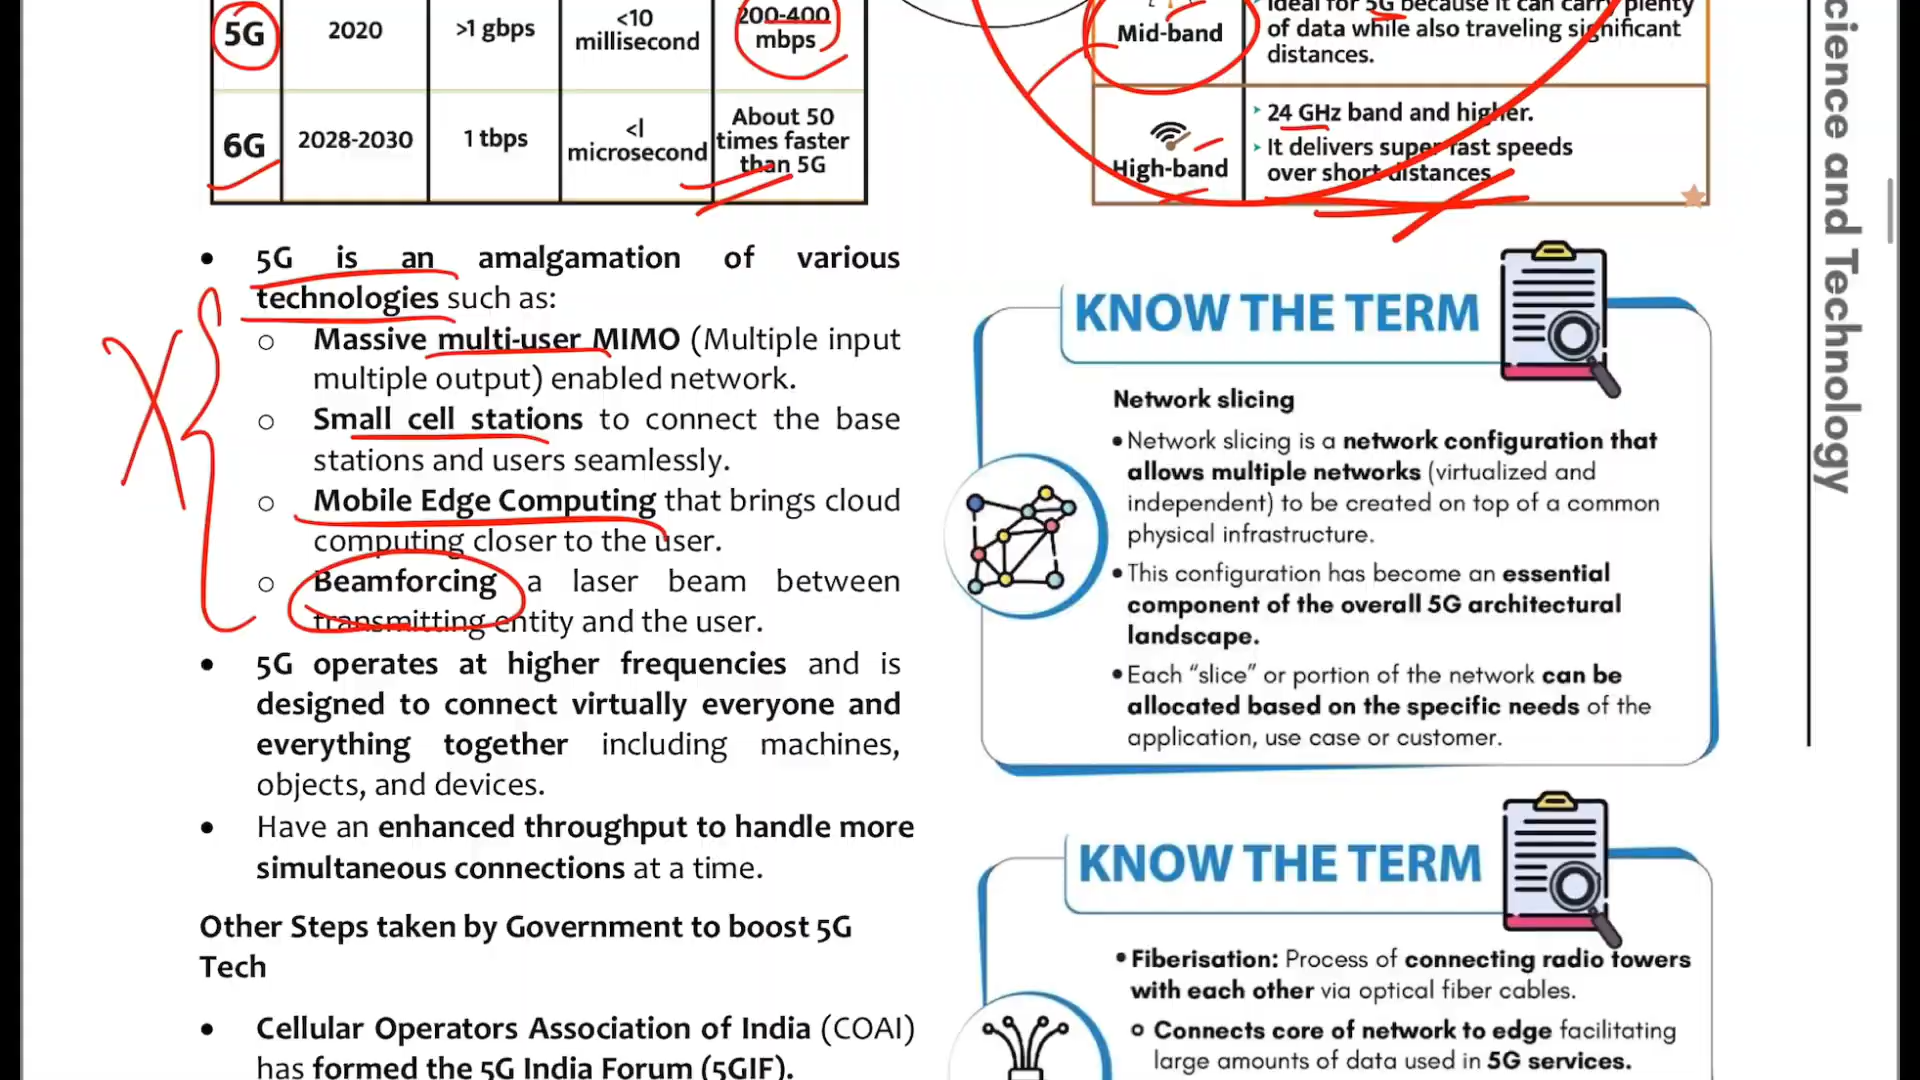 5G
2020
>1 gbps
<10
millisecond
200-400
mbps
6G
2028-2030
1 tbps
<l
microsecond
About 50
times faster
than 5G
Mid-band
Ideal for 5G because it can carry plenty
of data while also traveling significant
distances.
High-band
24 GHz band and higher.
It delivers super fast speeds
over short distances
• 5G is an amalgamation of various
technologies such as:
o Massive multi-user MIMO (Multiple input
multiple output) enabled network.
o Small cell stations to connect the base
stations and users seamlessly.
o Mobile Edge Computing that brings cloud
computing closer to the user.
o Beamforcing a laser beam between
transmitting entity and the user.
• 5G operates at higher frequencies and is
designed to connect virtually everyone and
everything together including machines,
objects, and devices.
• Have an enhanced throughput to handle more
simultaneous connections at a time.
Other Steps taken by Government to boost 5G
Tech
• Cellular Operators Association of India (COAI)
has formed the 5G India Forum (5GIF).
KNOW THE TERM
Network slicing
• Network slicing is a network configuration that
allows multiple networks (virtualized and
independent) to be created on top of a common
physical infrastructure.
• This configuration has become an essential
component of the overall 5G architectural
landscape.
• Each “slice” or portion of the network can be
allocated based on the specific needs of the
application, use case or customer.
KNOW THE TERM
• Fiberisation: Process of connecting radio towers
with each other via optical fiber cables.
o Connects core of network to edge facilitating
large amounts of data used in 5G services.
cience and Technology